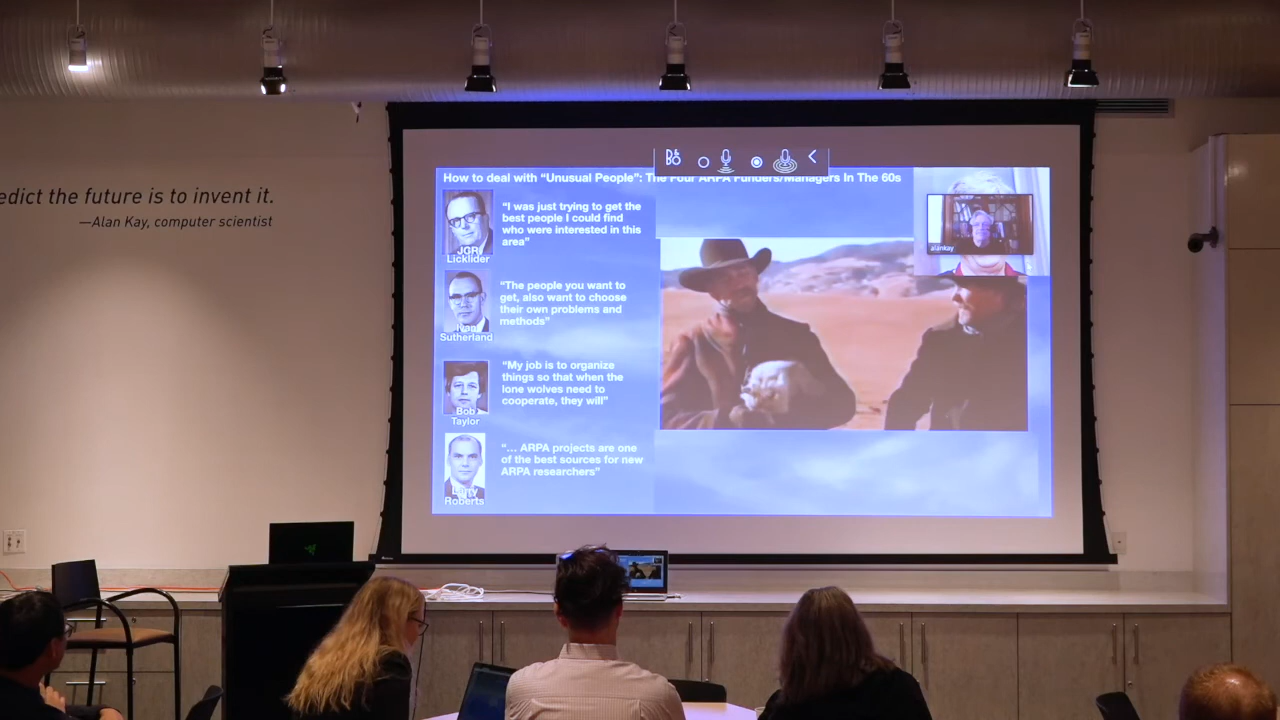 edict the future is to invent it.
—Alan Kay, computer scientist
How to deal with “Unusual People”: The Four ARPA Funders/Managers In The 60s
“I was just trying to get the
best people I could find
who were interested in this
area”
JCR
Licklider
“The people you want to
get, also want to choose
their own problems and
methods”
Ivan
Sutherland
“My job is to organize
things so that when the
lone wolves need to
cooperate, they will”
Bob
Taylor
“... ARPA projects are one
of the best sources for new
ARPA researchers”
Larry
Roberts
alankay